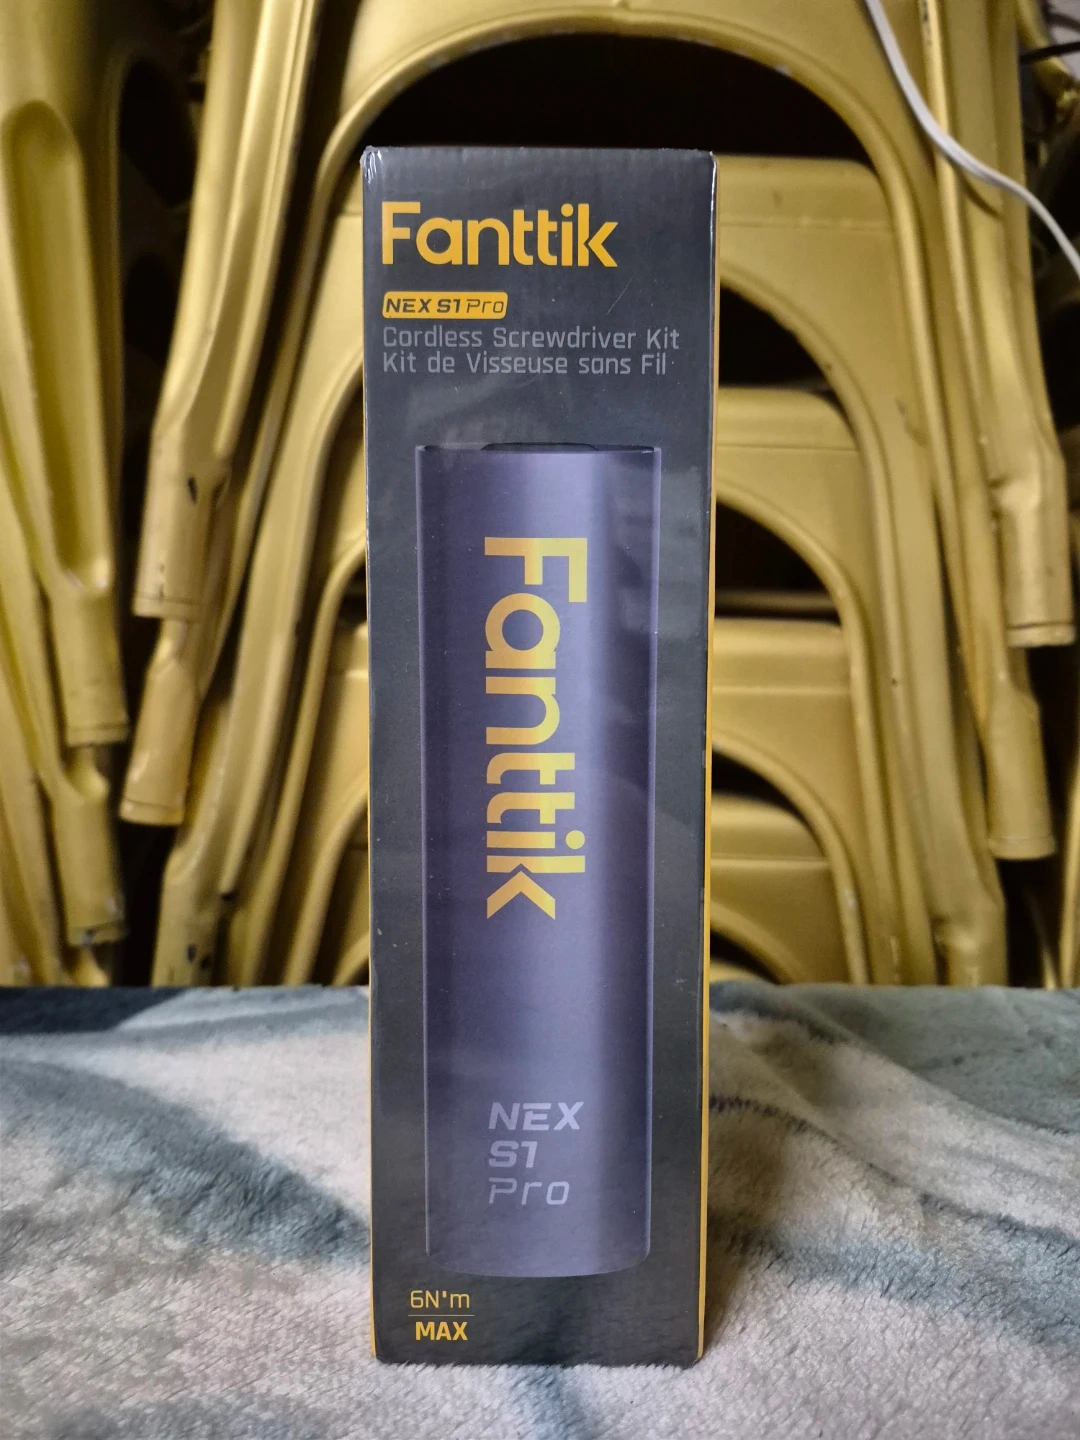 Fanttik
NEX S1 Pro
Cordless Screwdriver Kit
Kit de Visseuse sans Fil
Fanttik
NEX
S1
Pro
6N·m
MAX